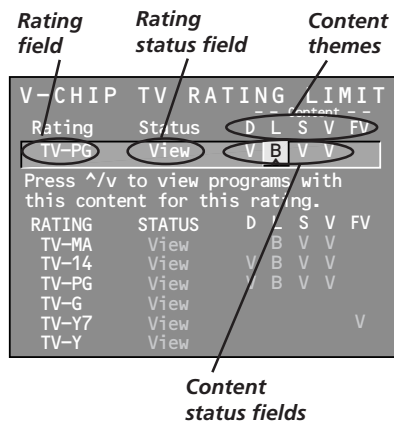 Rating field
Rating status field
Content themes
V-CHIP TV RATING LIMIT
– – Content – –
Rating Status D L S V FV
TV-PG View V B V V
Press ^/v to view programs with
this content for this rating.
RATING STATUS D L S V FV
TV-MA View B V V
TV-14 View V B V V
TV-PG View V B V V
TV-G View
TV-Y7 View V
TV-Y View
Content status fields